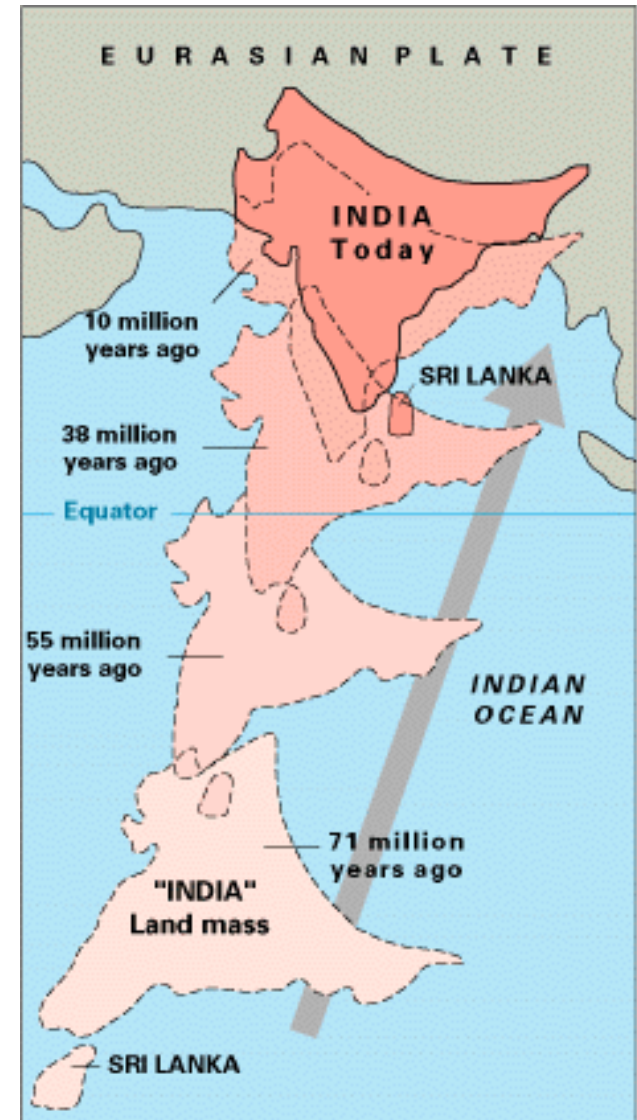 EURASIAN PLATE
INDIA
Today
10 million
years ago
SRI LANKA
38 million
years ago
Equator
55 million
years ago
INDIAN
OCEAN
71 million
years ago
"INDIA"
Land mass
SRI LANKA